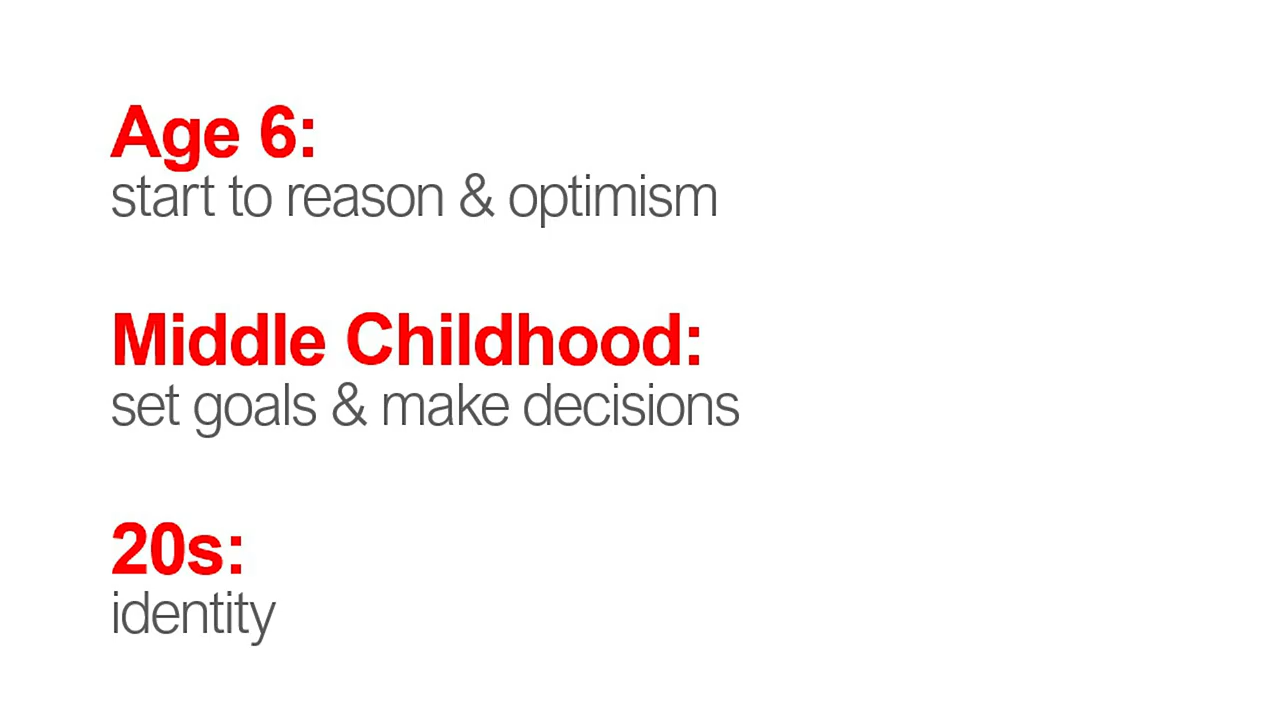 Age 6:
start to reason & optimism
Middle Childhood:
set goals & make decisions
20s:
identity